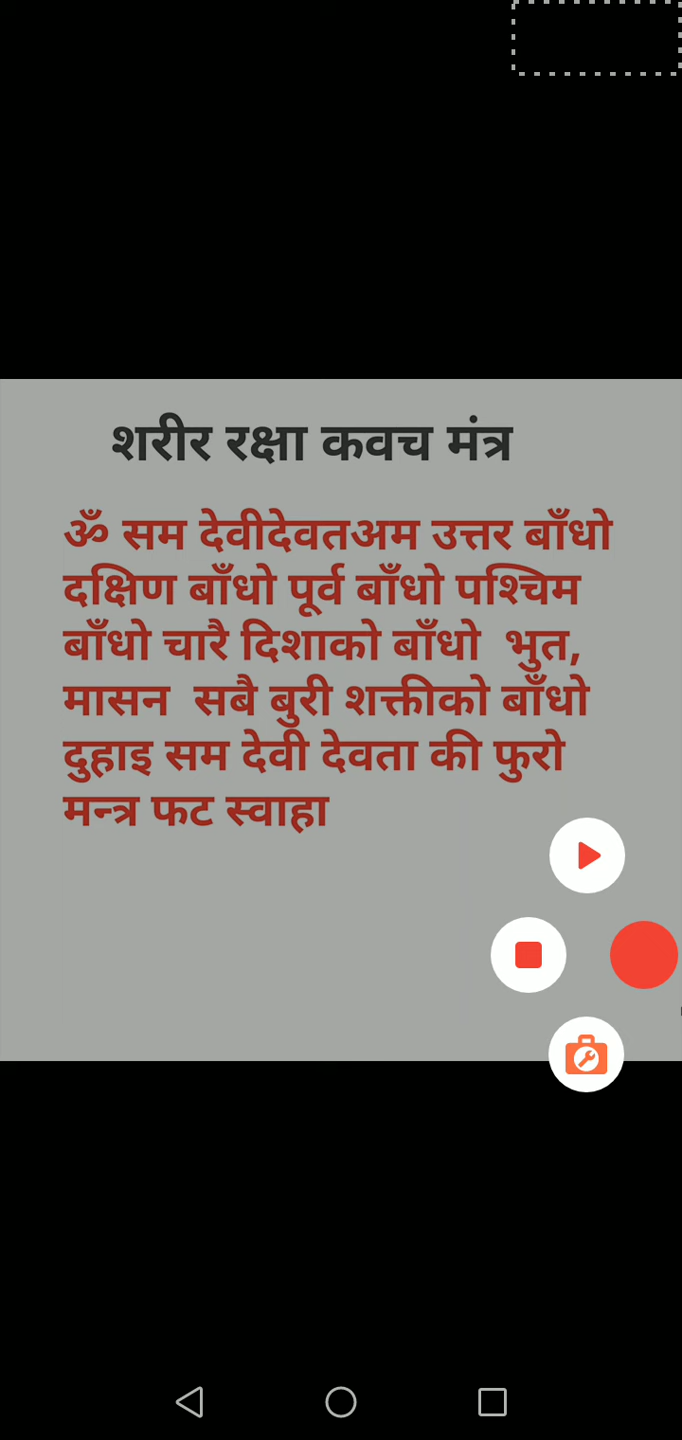 शरीर रक्षा कवच मंत्र
ॐ सम देवीदेवतअम उत्तर बाँधो
दक्षिण बाँधो पूर्व बाँधो पश्चिम
बाँधो चारै दिशाको बाँधो भुत,
मासन सबै बुरी शक्तीको बाँधो
दुहाइ सम देवी देवता की फुरो
मन्त्र फट स्वाहा